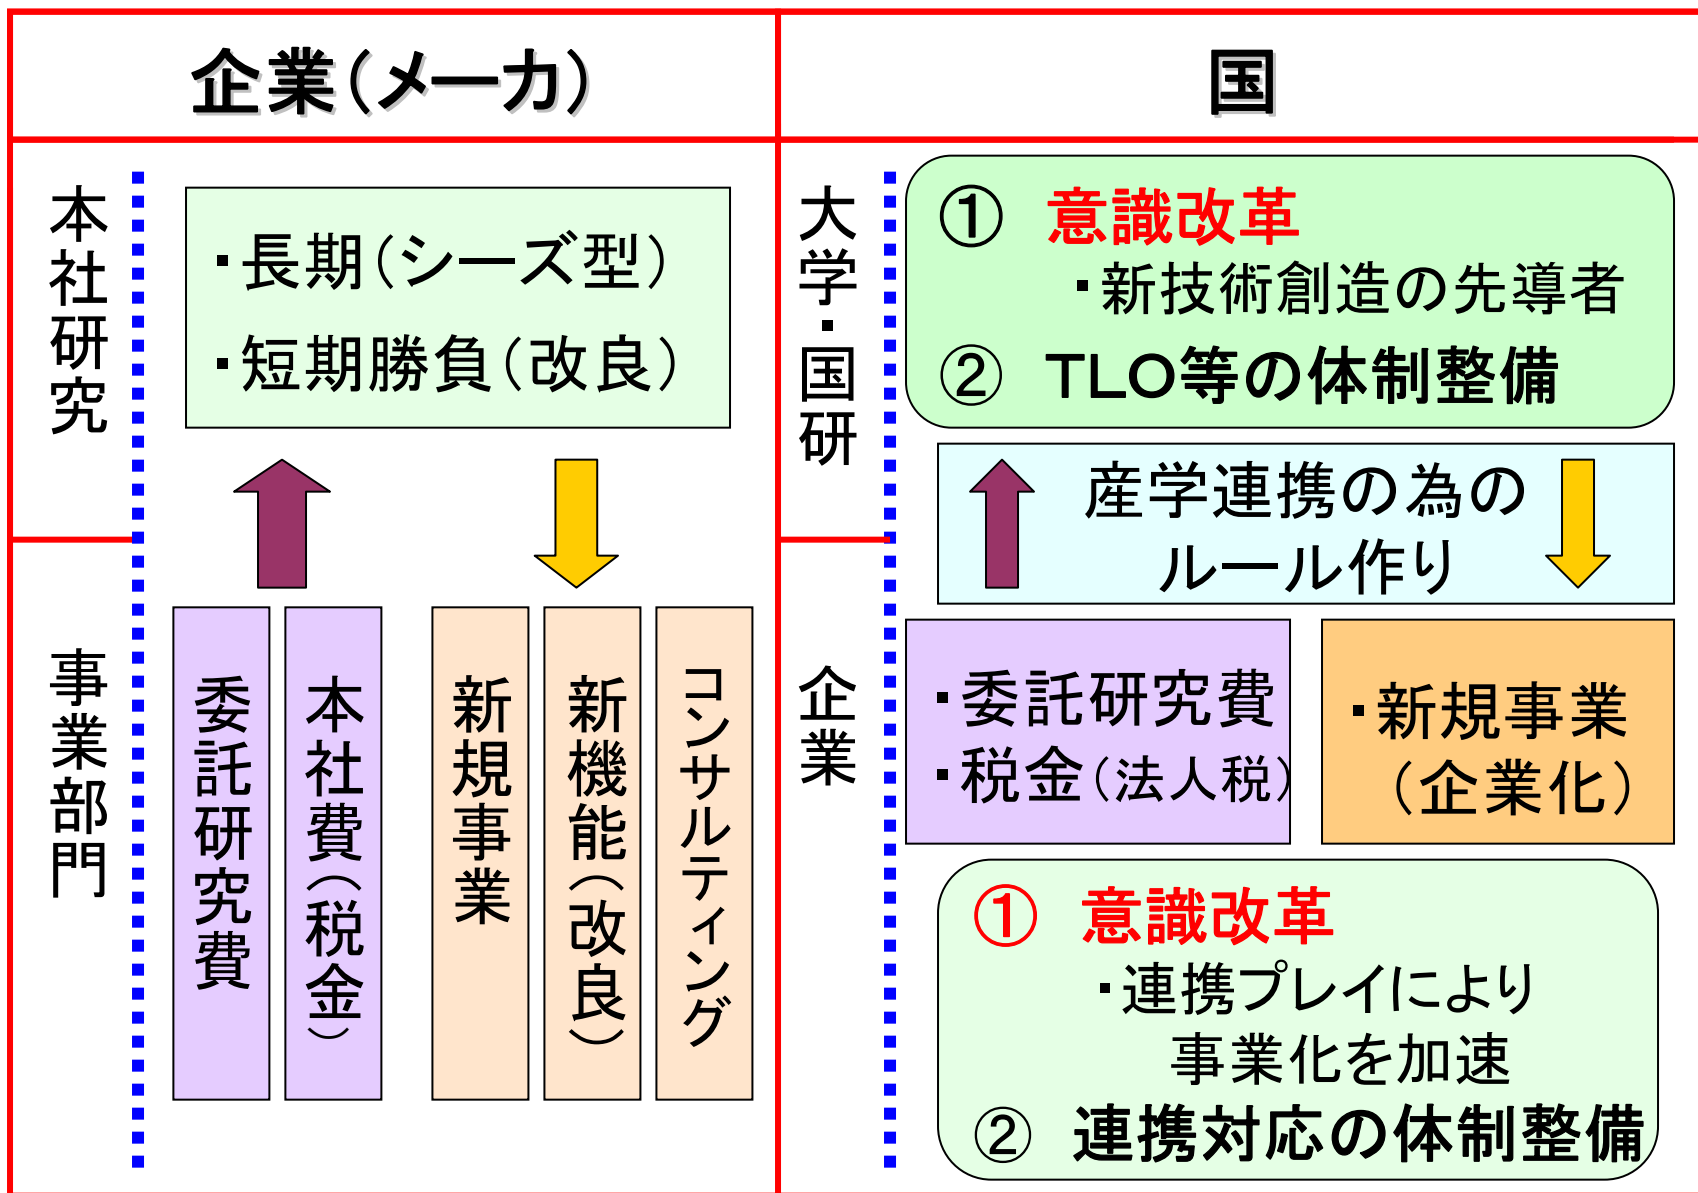 企業(メーカ)
国
本社研究
・長期(シーズ型)
・短期勝負(改良)
事業部門
委託研究費
本社費(税金)
新規事業
新機能(改良)
コンサルティング
大学・国研
① 意識改革
・新技術創造の先導者
② TLO等の体制整備
産学連携の為の
ルール作り
企業
・委託研究費
・税金(法人税)
・新規事業
(企業化)
① 意識改革
・連携プレイにより
事業化を加速
② 連携対応の体制整備